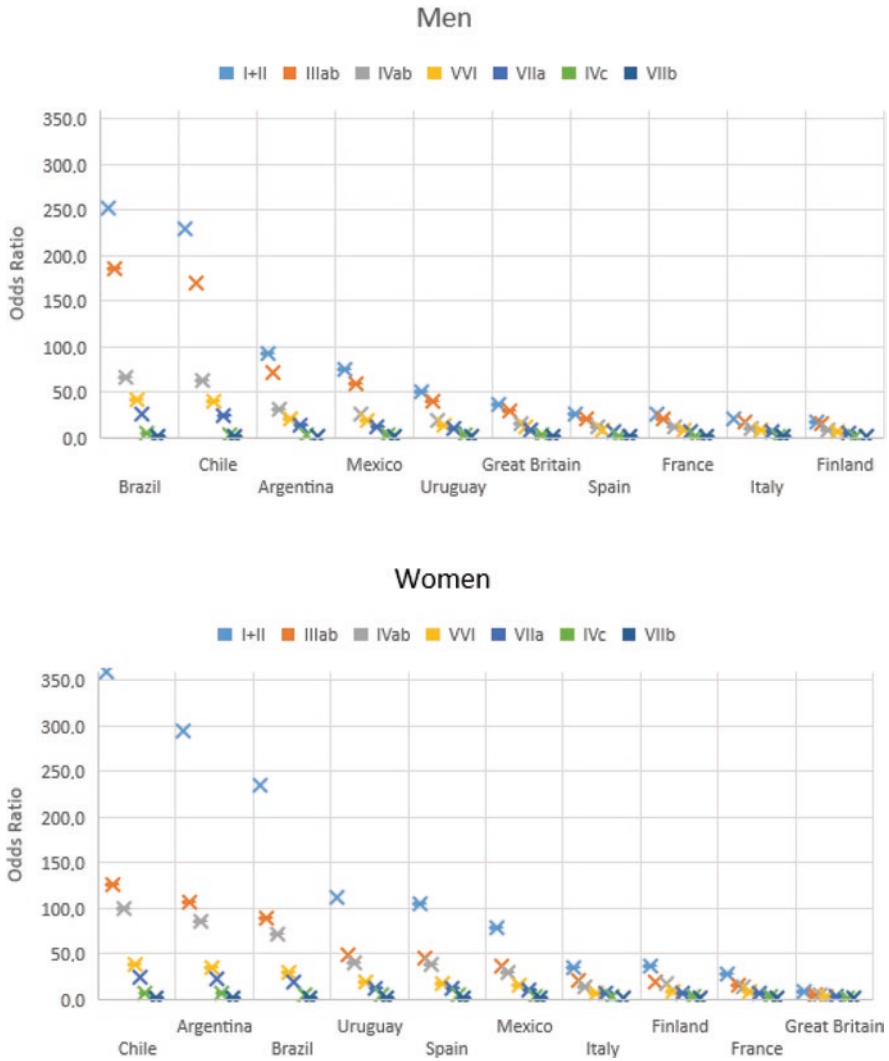 Men
I+II IIIab IVab VVI VIIa IVc VIIb
350,0
300,0
250,0
200,0
150,0
100,0
50,0
0,0
Odds Ratio
Chile Mexico Great Britain France Finland
Brazil Argentina Uruguay Spain Italy
Women
I+II IIIab IVab VVI VIIa IVc VIIb
350,0
300,0
250,0
200,0
150,0
100,0
50,0
0,0
Odds Ratio
Argentina Uruguay Mexico Finland Great Britain
Chile Brazil Spain Italy France